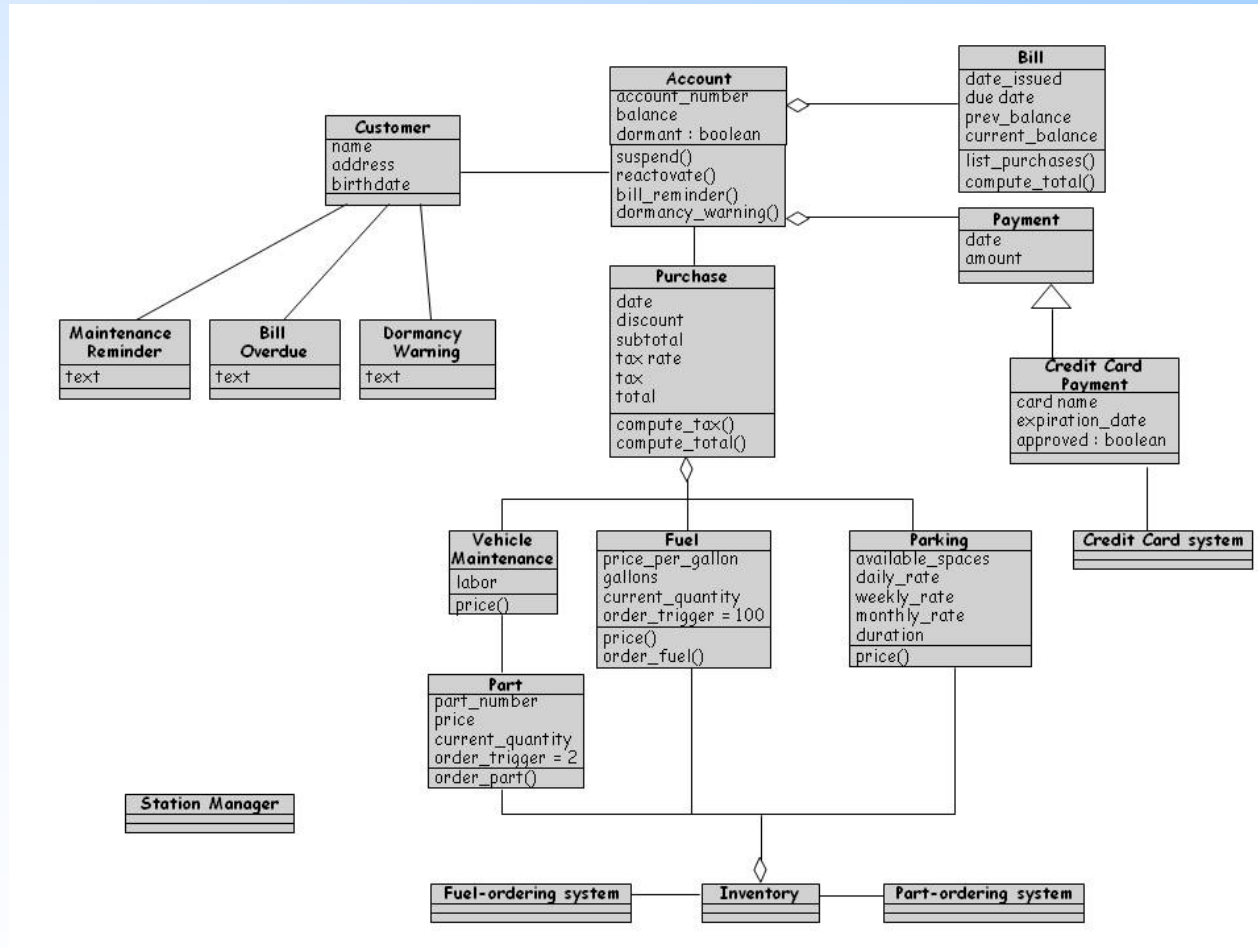 Bill
date_issued
due date
prev_balance
current_balance
list_purchases()
compute_total()
Account
account_number
balance
dormant : boolean
suspend()
reactovate()
bill_reminder()
dormancy_warning()
Customer
name
address
birthdate
Payment
date
amount
Purchase
date
discount
subtotal
tax rate
tax
total
compute_tax()
compute_total()
Maintenance
Reminder
text
Bill
Overdue
text
Dormancy
Warning
text
Credit Card
Payment
card name
expiration_date
approved : boolean
Vehicle
Maintenance
labor
price()
Fuel
price_per_gallon
gallons
current_quantity
order_trigger = 100
price()
order_fuel()
Parking
available_spaces
daily_rate
weekly_rate
monthly_rate
duration
price()
Credit Card system
Part
part_number
price
current_quantity
order_trigger = 2
order_part()
Station Manager
Fuel-ordering system
Inventory
Part-ordering system